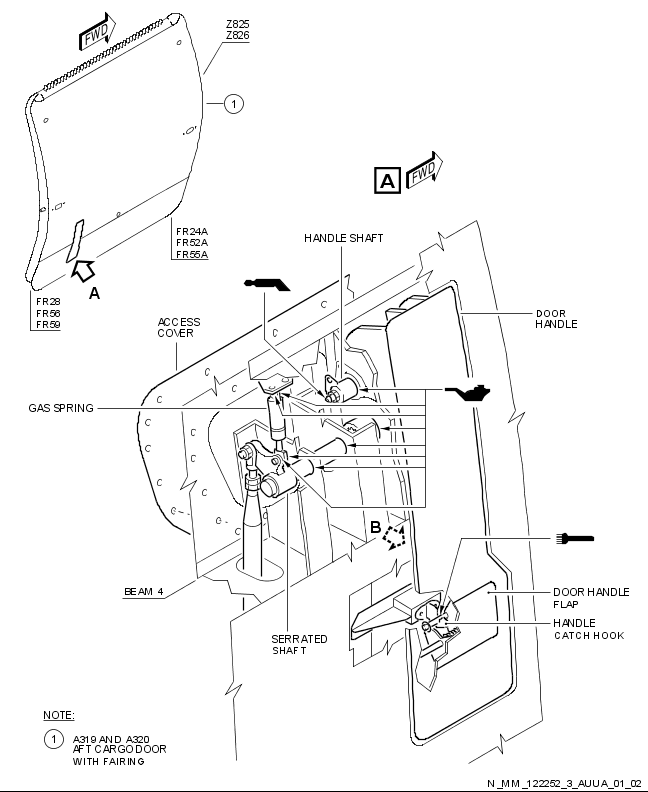 FWD
Z825
Z826
1
A
FWD
FR24A
FR52A
FR55A
HANDLE SHAFT
A
FR28
FR56
FR59
ACCESS
COVER
DOOR
HANDLE
GAS SPRING
B
BEAM 4
DOOR HANDLE
FLAP
HANDLE
CATCH HOOK
SERRATED
SHAFT
NOTE:
1 A319 AND A320
AFT CARGO DOOR
WITH FAIRING
N_MM_122252_3_AUUA_01_02